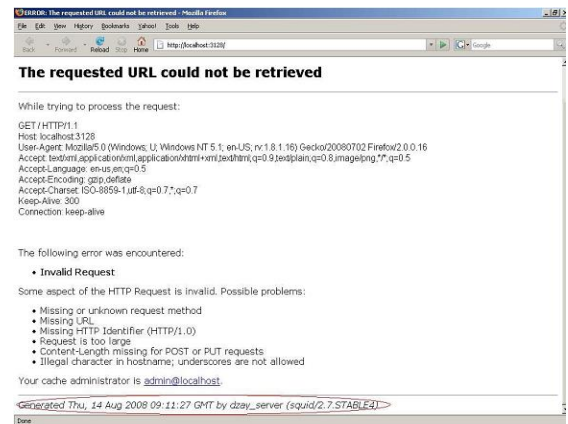 ERROR: The requested URL could not be retrieved - Mozilla Firefox
File Edit View History Bookmarks Yahoo! Tools Help
Back Forward Reload Stop Home http://localhost:3128/ Google
The requested URL could not be retrieved
While trying to process the request:
GET / HTTP/1.1
Host: localhost:3128
User-Agent: Mozilla/5.0 (Windows; U; Windows NT 5.1; en-US; rv:1.8.1.16) Gecko/20080702 Firefox/2.0.0.16
Accept: text/xml,application/xml,application/xhtml+xml,text/html;q=0.9,text/plain;q=0.8,image/png,*/*;q=0.5
Accept-Language: en-us,en;q=0.5
Accept-Encoding: gzip,deflate
Accept-Charset: ISO-8859-1,utf-8;q=0.7,*;q=0.7
Keep-Alive: 300
Connection: keep-alive
The following error was encountered:
• Invalid Request
Some aspect of the HTTP Request is invalid. Possible problems:
• Missing or unknown request method
• Missing URL
• Missing HTTP Identifier (HTTP/1.0)
• Request is too large
• Content-Length missing for POST or PUT requests
• Illegal character in hostname; underscores are not allowed
Your cache administrator is admin@localhost.
Generated Thu, 14 Aug 2008 09:11:27 GMT by dzay_server (squid/2.7.STABLE4)
Done